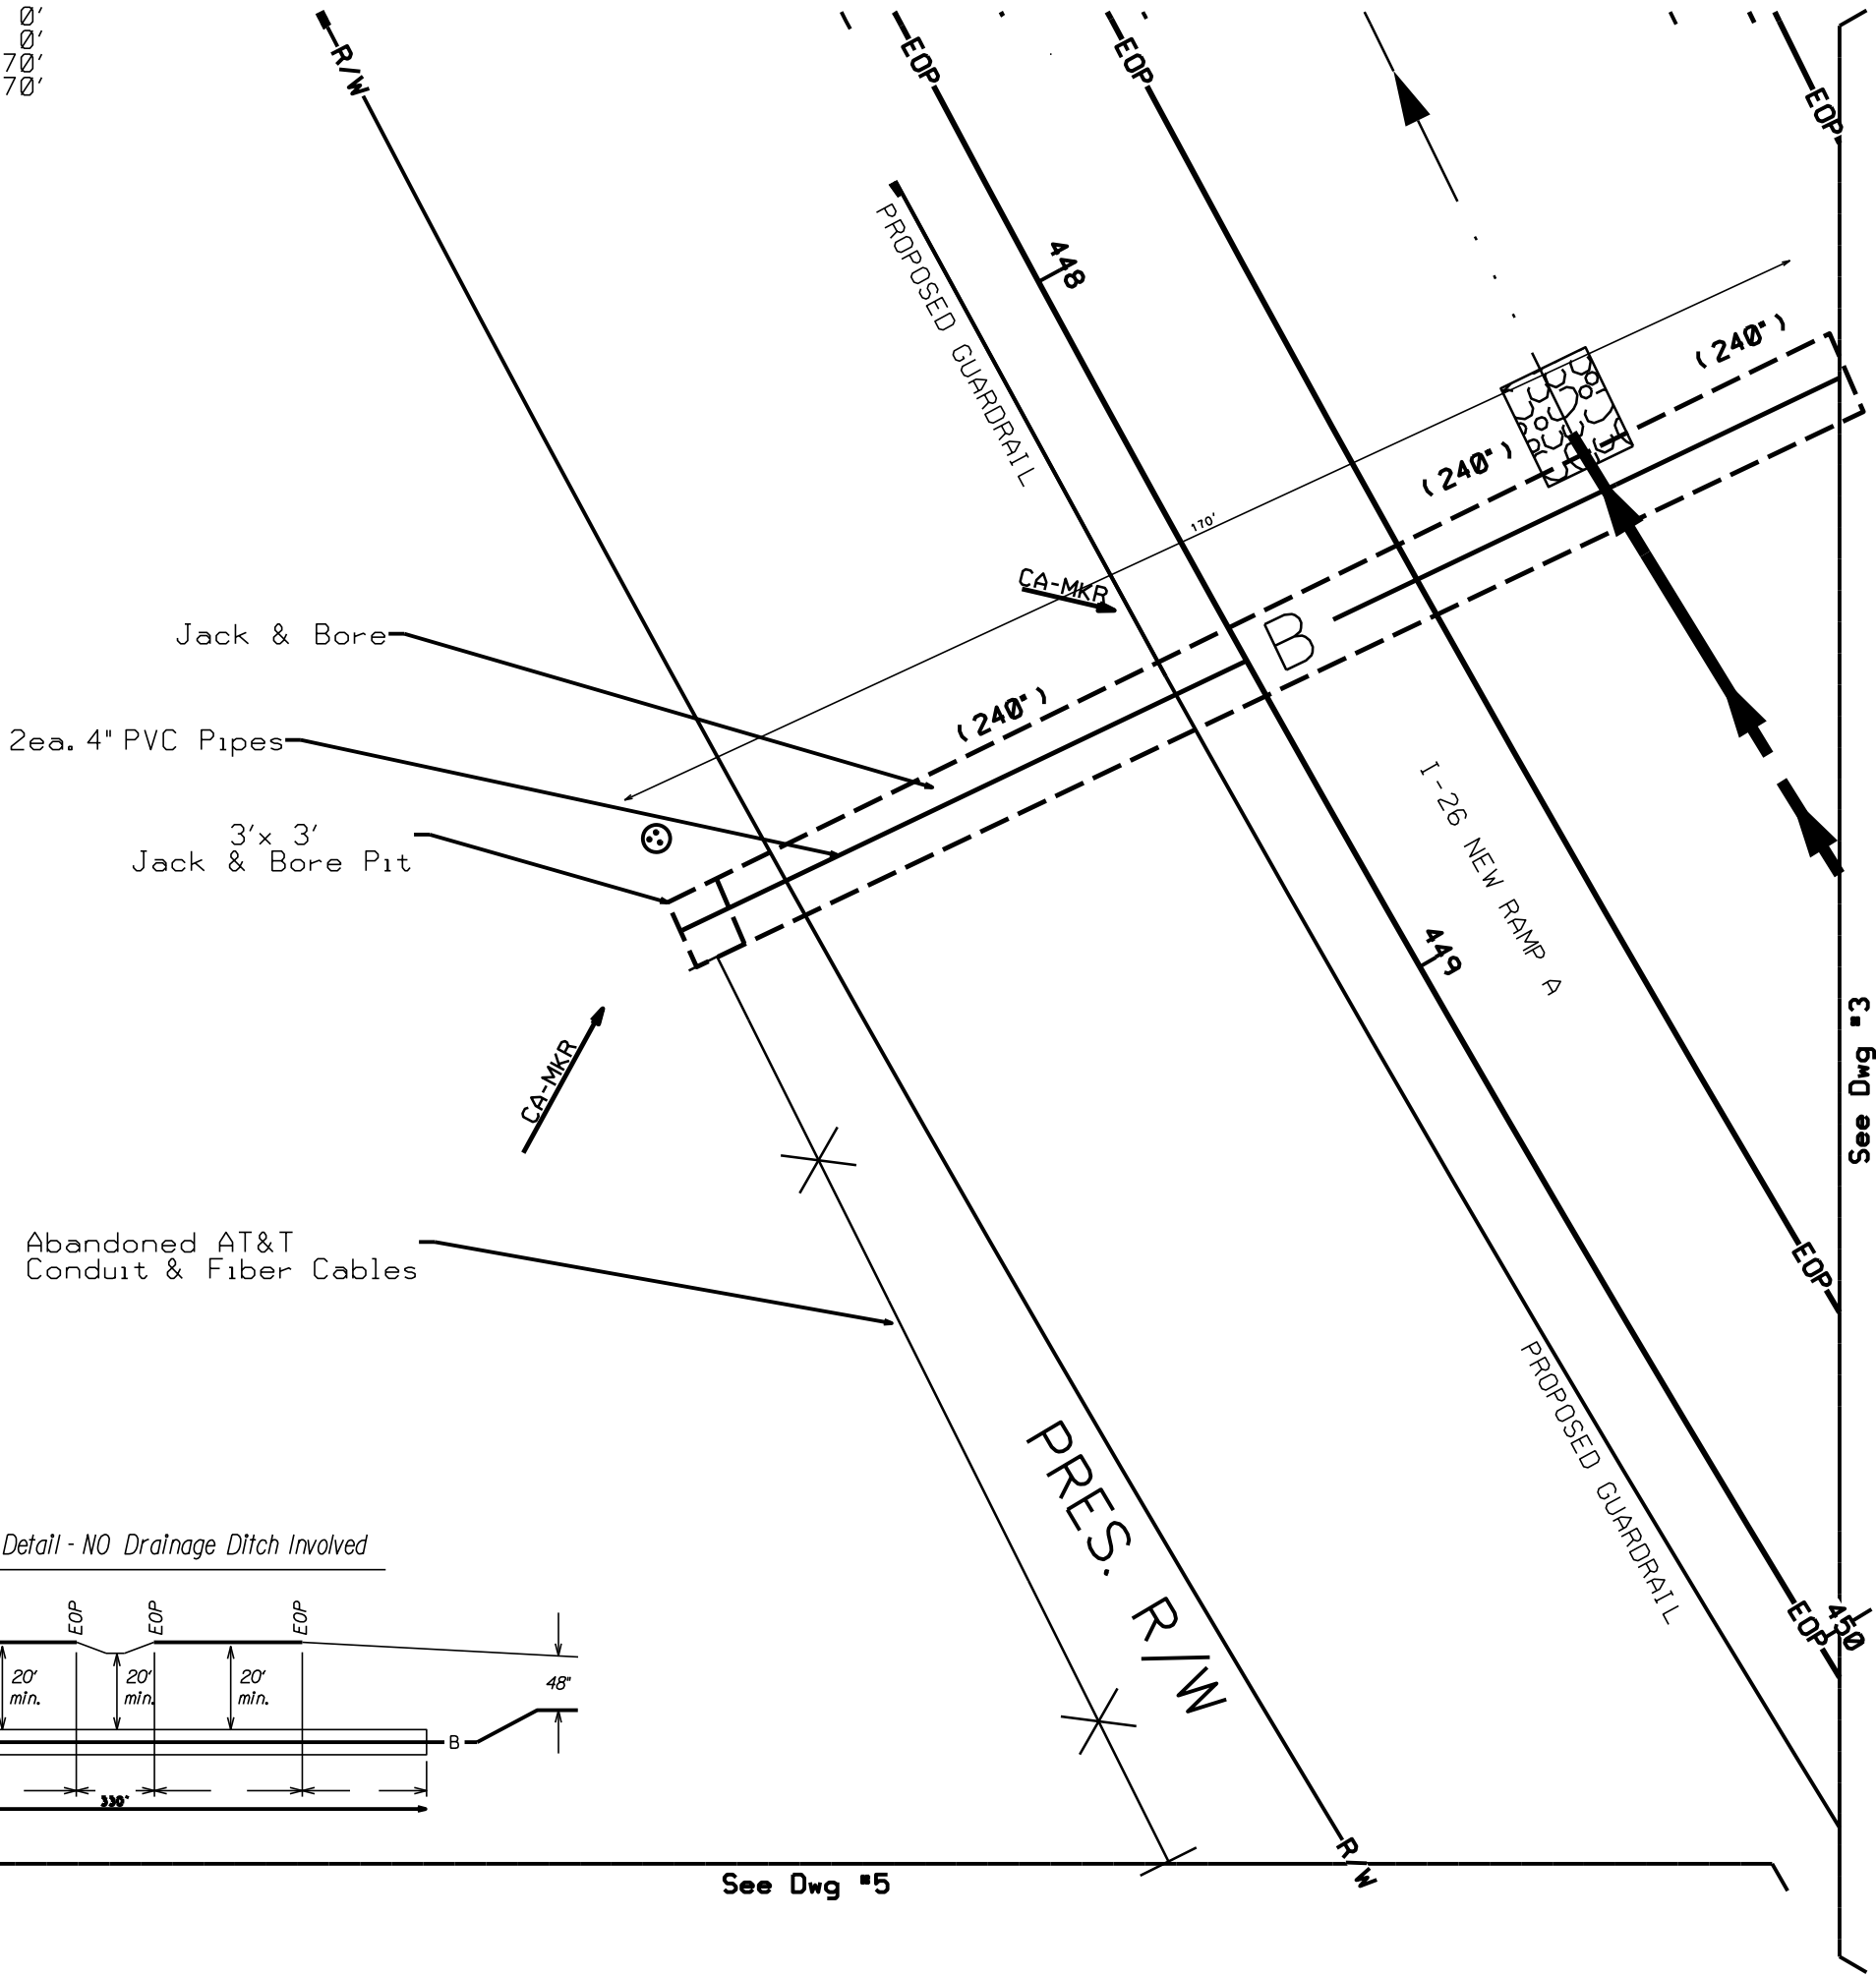 0'
0'
70'
70'
R/W
EOP
EOP
EOP
448
PROPOSED GUARDRAIL
(240")
(240")
170'
CA-MKR
B
Jack & Bore
(240")
2ea. 4" PVC Pipes
3'x 3'
Jack & Bore Pit
I-26 NEW RAMP A
449
See Dwg "3
CA-MKR
Abandoned AT&T
Conduit & Fiber Cables
EOP
PROPOSED GUARDRAIL
PRES. R/W
Detail - NO Drainage Ditch Involved
EOP
EOP
EOP
EOP
450
20'
min.
20'
min.
20'
min.
48"
B
330'
R/W
See Dwg "5